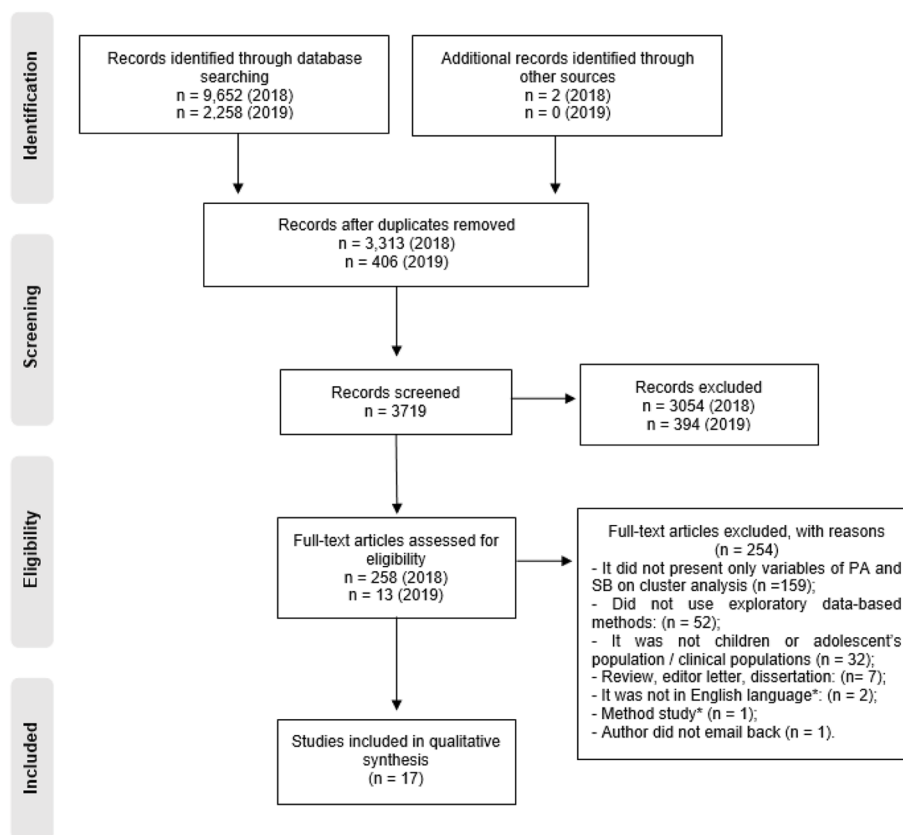 Identification
Records identified through database
searching
n = 9,652 (2018)
n = 2,258 (2019)
Additional records identified through
other sources
n = 2 (2018)
n = 0 (2019)
Records after duplicates removed
n = 3,313 (2018)
n = 406 (2019)
Screening
Records screened
n = 3719
Records excluded
n = 3054 (2018)
n = 394 (2019)
Eligibility
Full-text articles assessed for
eligibility
n = 258 (2018)
n = 13 (2019)
Full-text articles excluded, with reasons
(n = 254)
- It did not present only variables of PA and
SB on cluster analysis (n =159);
- Did not use exploratory data-based
methods: (n = 52);
- It was not children or adolescent's
population / clinical populations (n = 32);
- Review, editor letter, dissertation: (n= 7);
- It was not in English language*: (n = 2);
- Method study* (n = 1);
- Author did not email back (n = 1).
Included
Studies included in qualitative
synthesis
(n = 17)